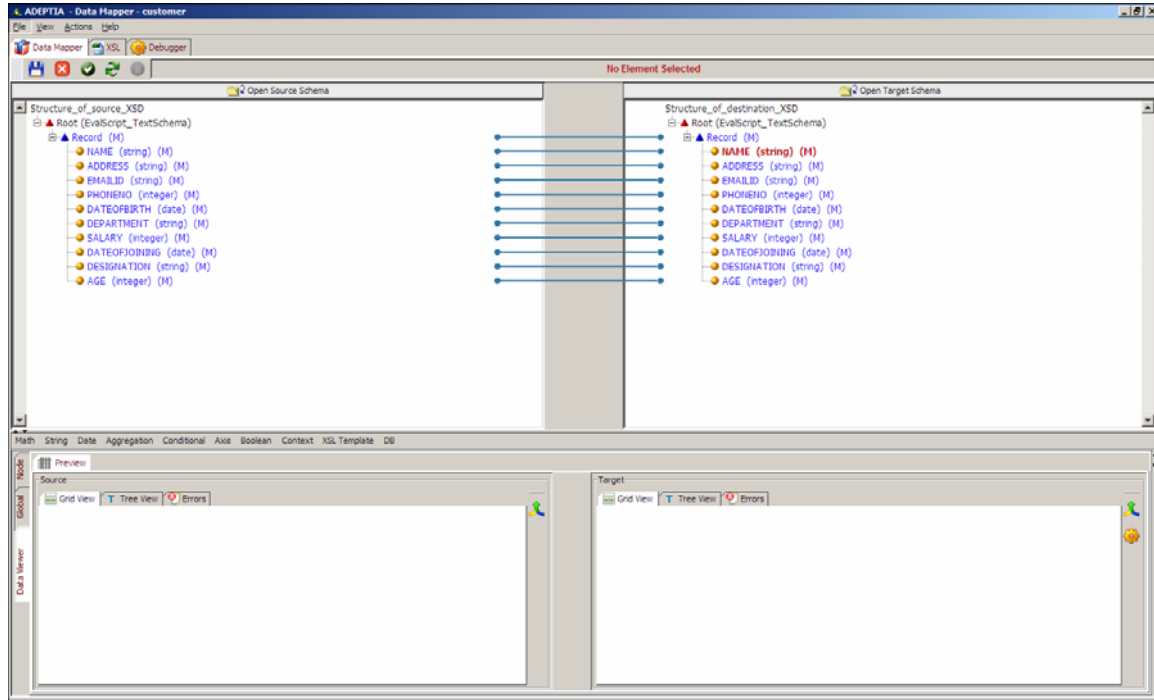 ADEPTIA - Data Mapper - customer
File View Actions Help
Data Mapper XSL Debugger
No Element Selected
Open Source Schema Open Target Schema
Structure_of_source_XSD
Root (EvalScript_TextSchema)
Record (M)
NAME (string) (M)
ADDRESS (string) (M)
EMAILID (string) (M)
PHONENO (integer) (M)
DATEOFBIRTH (date) (M)
DEPARTMENT (string) (M)
SALARY (integer) (M)
DATEOFJOINING (date) (M)
DESIGNATION (string) (M)
AGE (integer) (M)
Structure_of_destination_XSD
Root (EvalScript_TextSchema)
Record (M)
NAME (string) (M)
ADDRESS (string) (M)
EMAILID (string) (M)
PHONENO (integer) (M)
DATEOFBIRTH (date) (M)
DEPARTMENT (string) (M)
SALARY (integer) (M)
DATEOFJOINING (date) (M)
DESIGNATION (string) (M)
AGE (integer) (M)
Math String Date Aggregation Conditional Axis Boolean Context XSL Template DB
Node
Global
Data Viewer
Preview
Source
Grid View T Tree View Errors
Target
Grid View T Tree View Errors